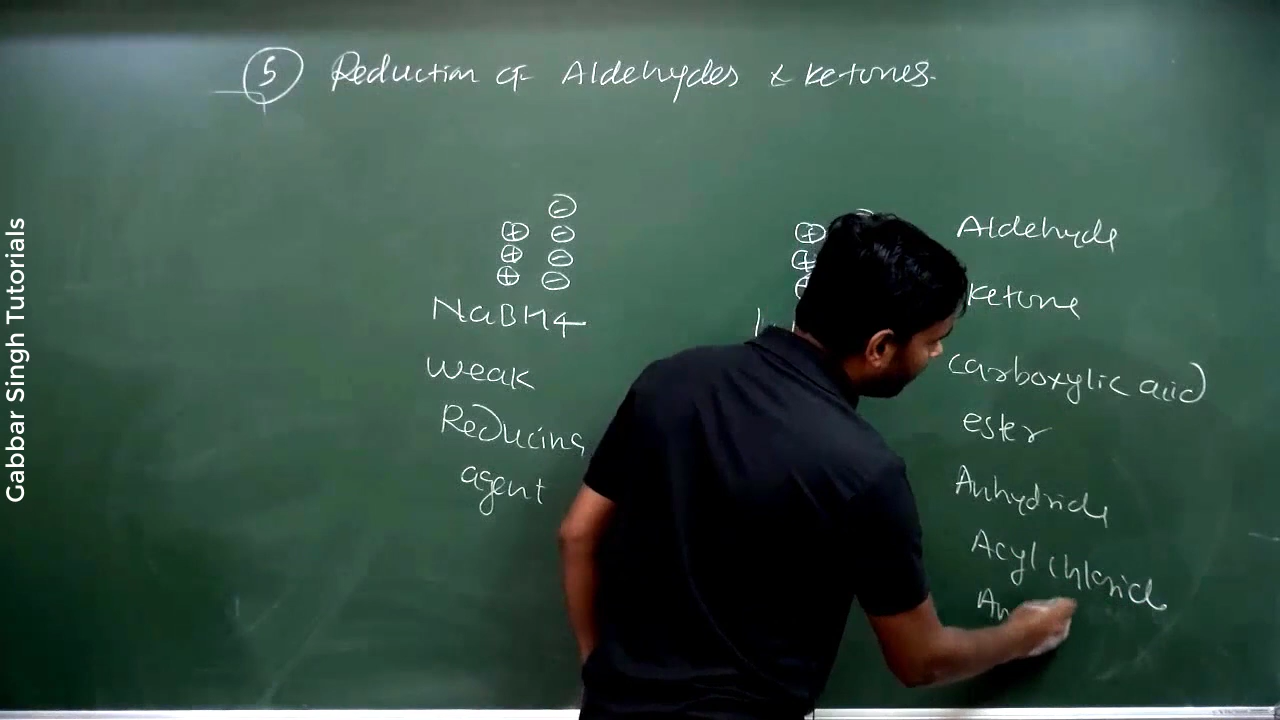 5 Reduction of Aldehydes & ketones.
⊖
⊕ ⊖
⊕ ⊖
⊕ ⊖
NaBH4
weak
Reducing
agent
⊕
⊕
Aldehyde
ketone
carboxylic acid
ester
Anhydride
Acyl chloride
Gabbar Singh Tutorials